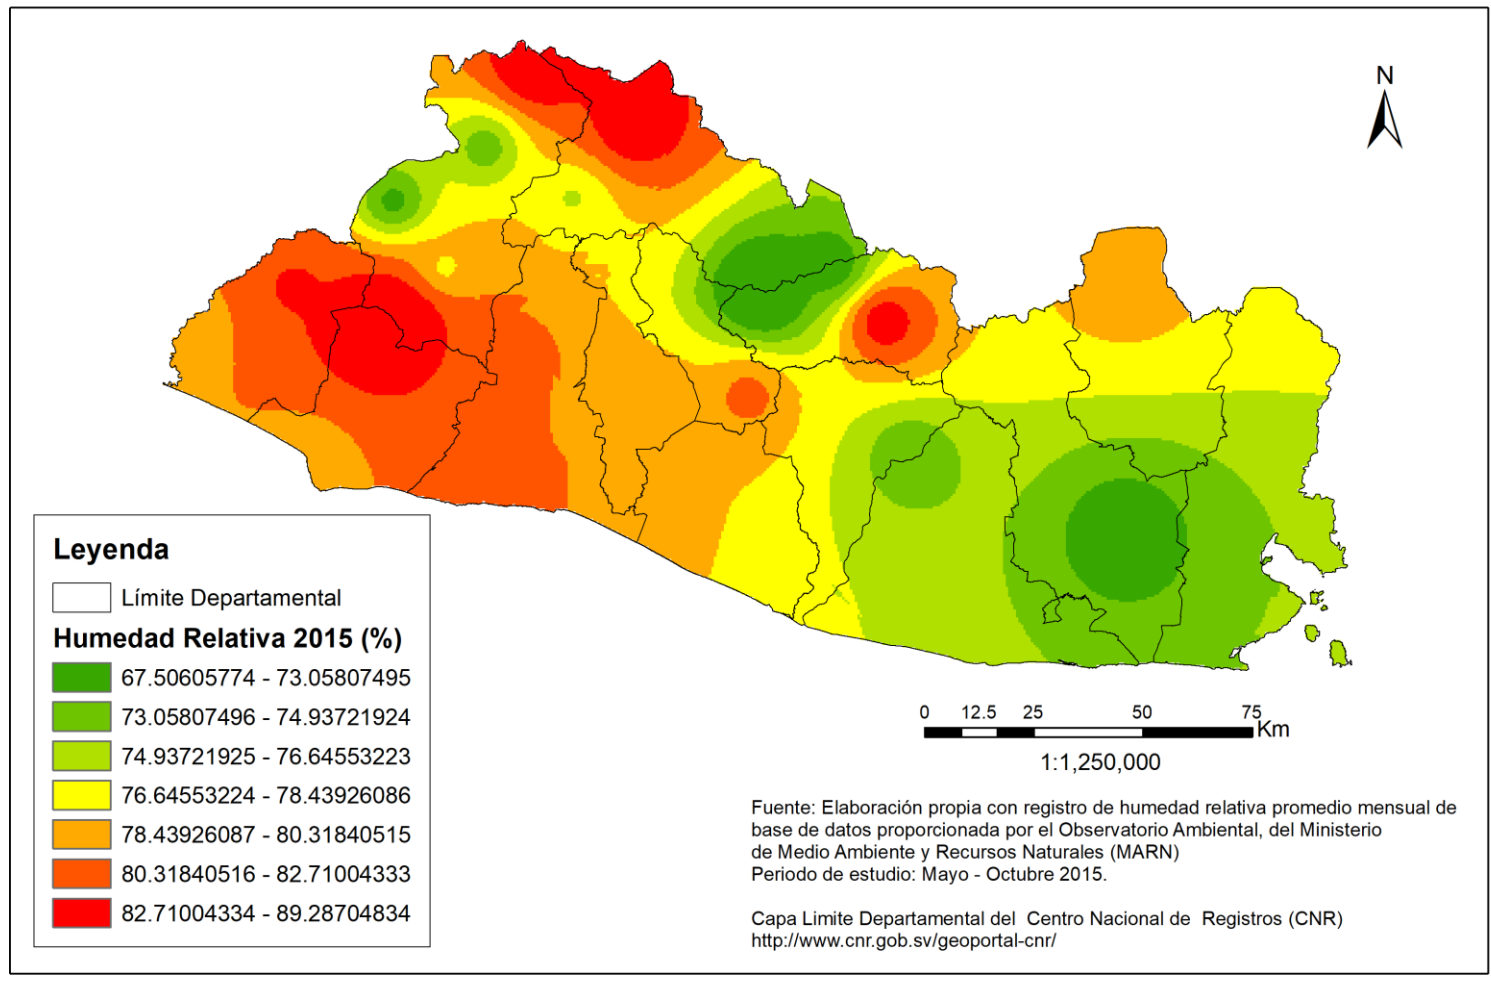 N
Leyenda
Límite Departamental
Humedad Relativa 2015 (%)
67.50605774 - 73.05807495
73.05807496 - 74.93721924
74.93721925 - 76.64553223
76.64553224 - 78.43926086
78.43926087 - 80.31840515
80.31840516 - 82.71004333
82.71004334 - 89.28704834
0 12.5 25 50 75
Km
1:1,250,000
Fuente: Elaboración propia con registro de humedad relativa promedio mensual de
base de datos proporcionada por el Observatorio Ambiental, del Ministerio
de Medio Ambiente y Recursos Naturales (MARN)
Periodo de estudio: Mayo - Octubre 2015.
Capa Limite Departamental del Centro Nacional de Registros (CNR)
http://www.cnr.gob.sv/geoportal-cnr/